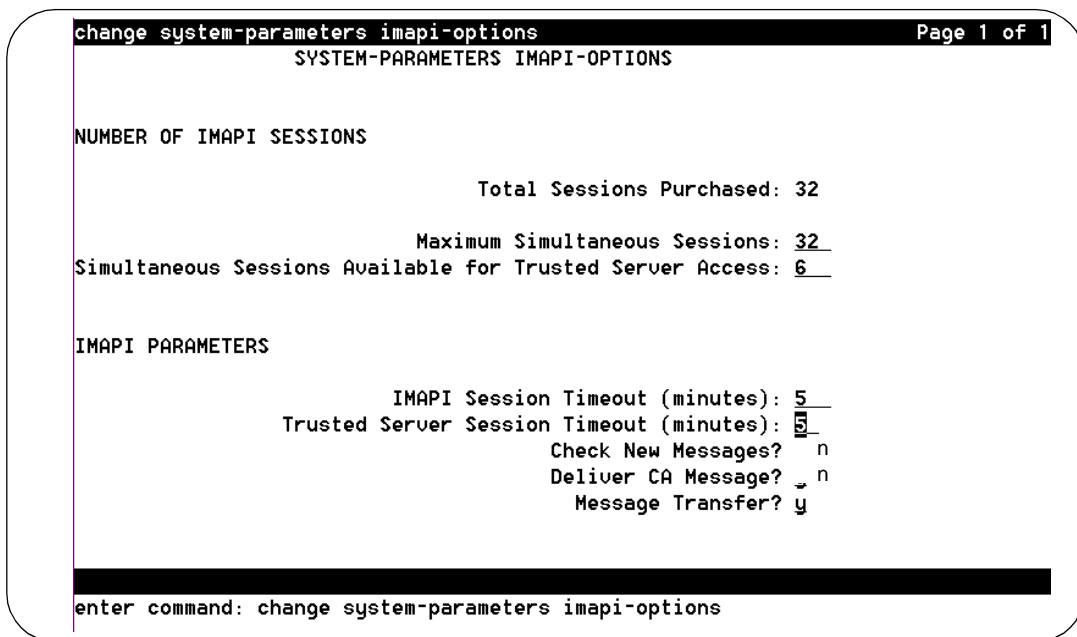 change system-parameters imapi-options Page 1 of 1
SYSTEM-PARAMETERS IMAPI-OPTIONS
NUMBER OF IMAPI SESSIONS
Total Sessions Purchased: 32
Maximum Simultaneous Sessions: 32
Simultaneous Sessions Available for Trusted Server Access: 6
IMAPI PARAMETERS
IMAPI Session Timeout (minutes): 5
Trusted Server Session Timeout (minutes): 5
Check New Messages? n
Deliver CA Message? n
Message Transfer? y
enter command: change system-parameters imapi-options